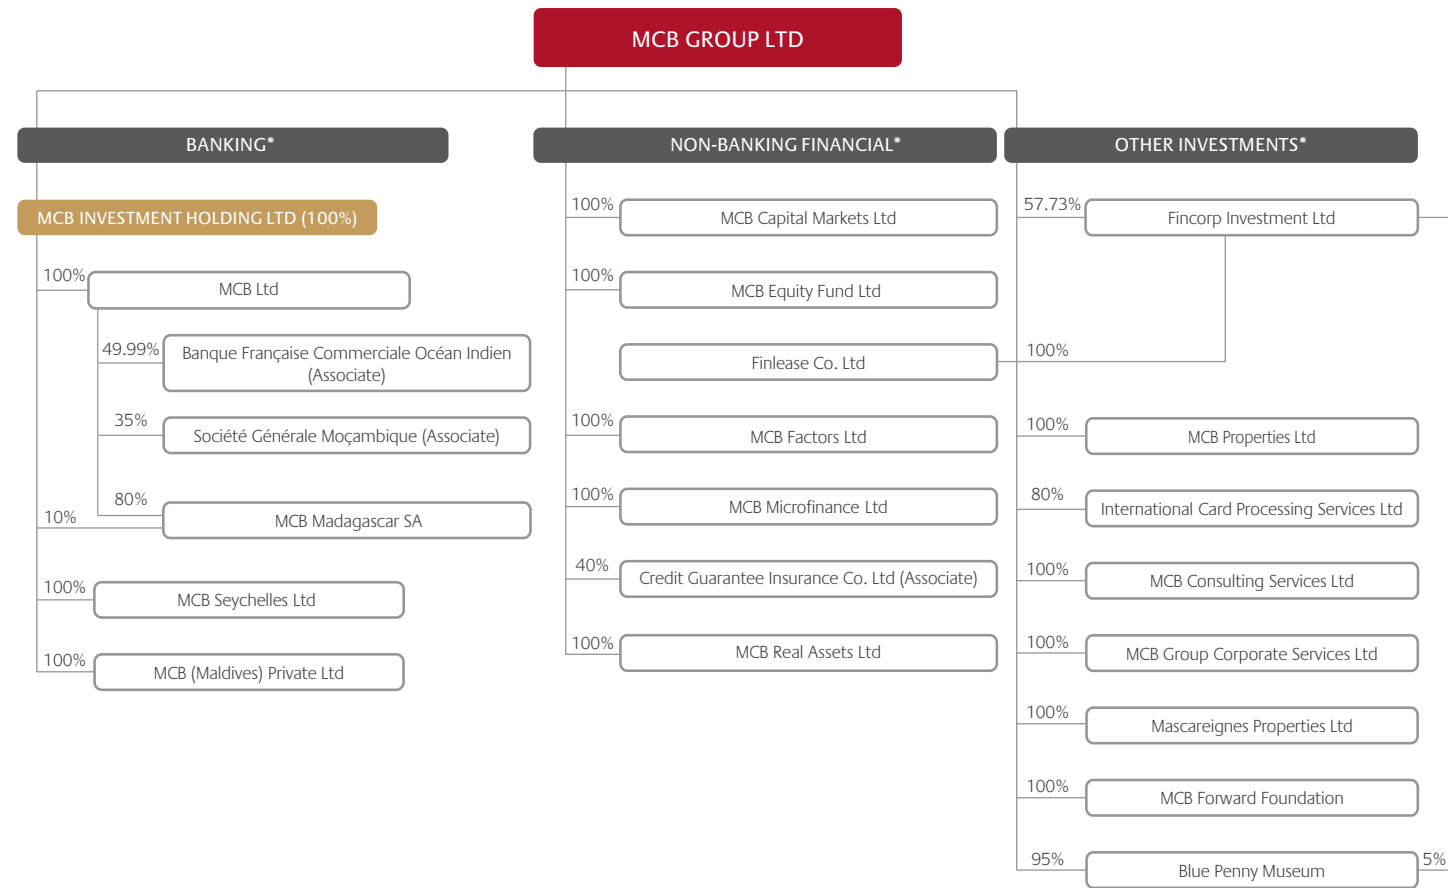 MCB GROUP LTD
BANKING*
MCB INVESTMENT HOLDING LTD (100%)
100%
MCB Ltd
49.99%
Banque Française Commerciale Océan Indien
(Associate)
35%
Société Générale Moçambique (Associate)
80%
10%
MCB Madagascar SA
100%
MCB Seychelles Ltd
100%
MCB (Maldives) Private Ltd
NON-BANKING FINANCIAL*
100%
MCB Capital Markets Ltd
100%
MCB Equity Fund Ltd
Finlease Co. Ltd
100%
MCB Factors Ltd
100%
MCB Microfinance Ltd
40%
Credit Guarantee Insurance Co. Ltd (Associate)
100%
MCB Real Assets Ltd
OTHER INVESTMENTS*
57.73%
Fincorp Investment Ltd
100%
100%
MCB Properties Ltd
80%
International Card Processing Services Ltd
100%
MCB Consulting Services Ltd
100%
MCB Group Corporate Services Ltd
100%
Mascareignes Properties Ltd
100%
MCB Forward Foundation
95%
Blue Penny Museum
5%